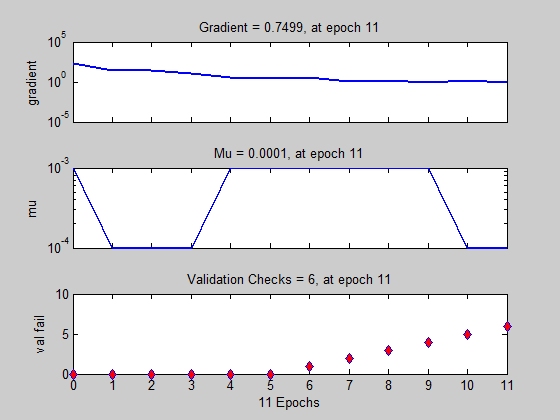 Gradient = 0.7499, at epoch 11
10^5
10^0
10^-5
gradient
Mu = 0.0001, at epoch 11
10^-3
10^-4
mu
Validation Checks = 6, at epoch 11
10
5
0
val fail
0 1 2 3 4 5 6 7 8 9 10 11
11 Epochs